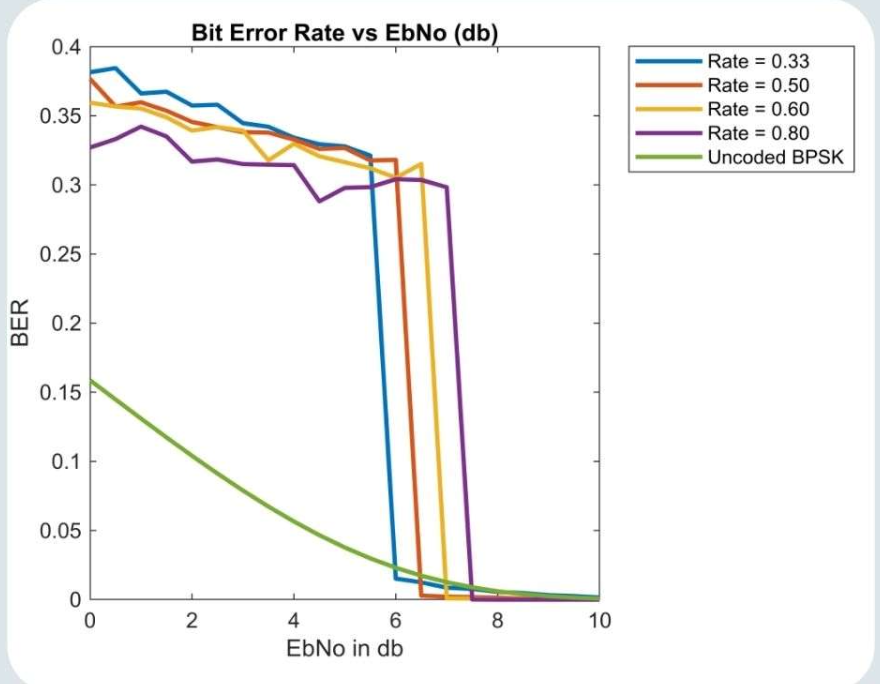 Bit Error Rate vs EbNo (db)
0.4
0.35
0.3
0.25
0.2
0.15
0.1
0.05
0
BER
0 2 4 6 8 10
EbNo in db
Rate = 0.33
Rate = 0.50
Rate = 0.60
Rate = 0.80
Uncoded BPSK